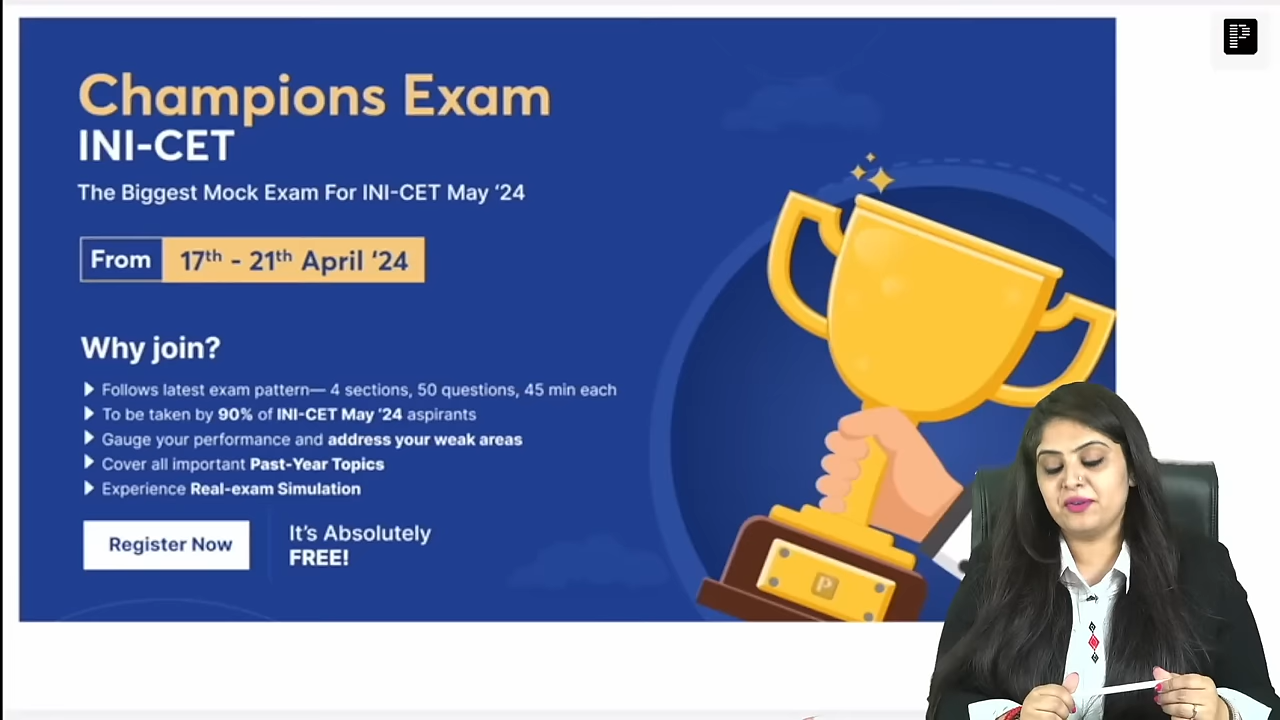 Champions Exam
INI-CET
The Biggest Mock Exam For INI-CET May ‘24
From 17th - 21th April ‘24
Why join?
Follows latest exam pattern— 4 sections, 50 questions, 45 min each
To be taken by 90% of INI-CET May ‘24 aspirants
Gauge your performance and address your weak areas
Cover all important Past-Year Topics
Experience Real-exam Simulation
Register Now
It’s Absolutely
FREE!
P
P